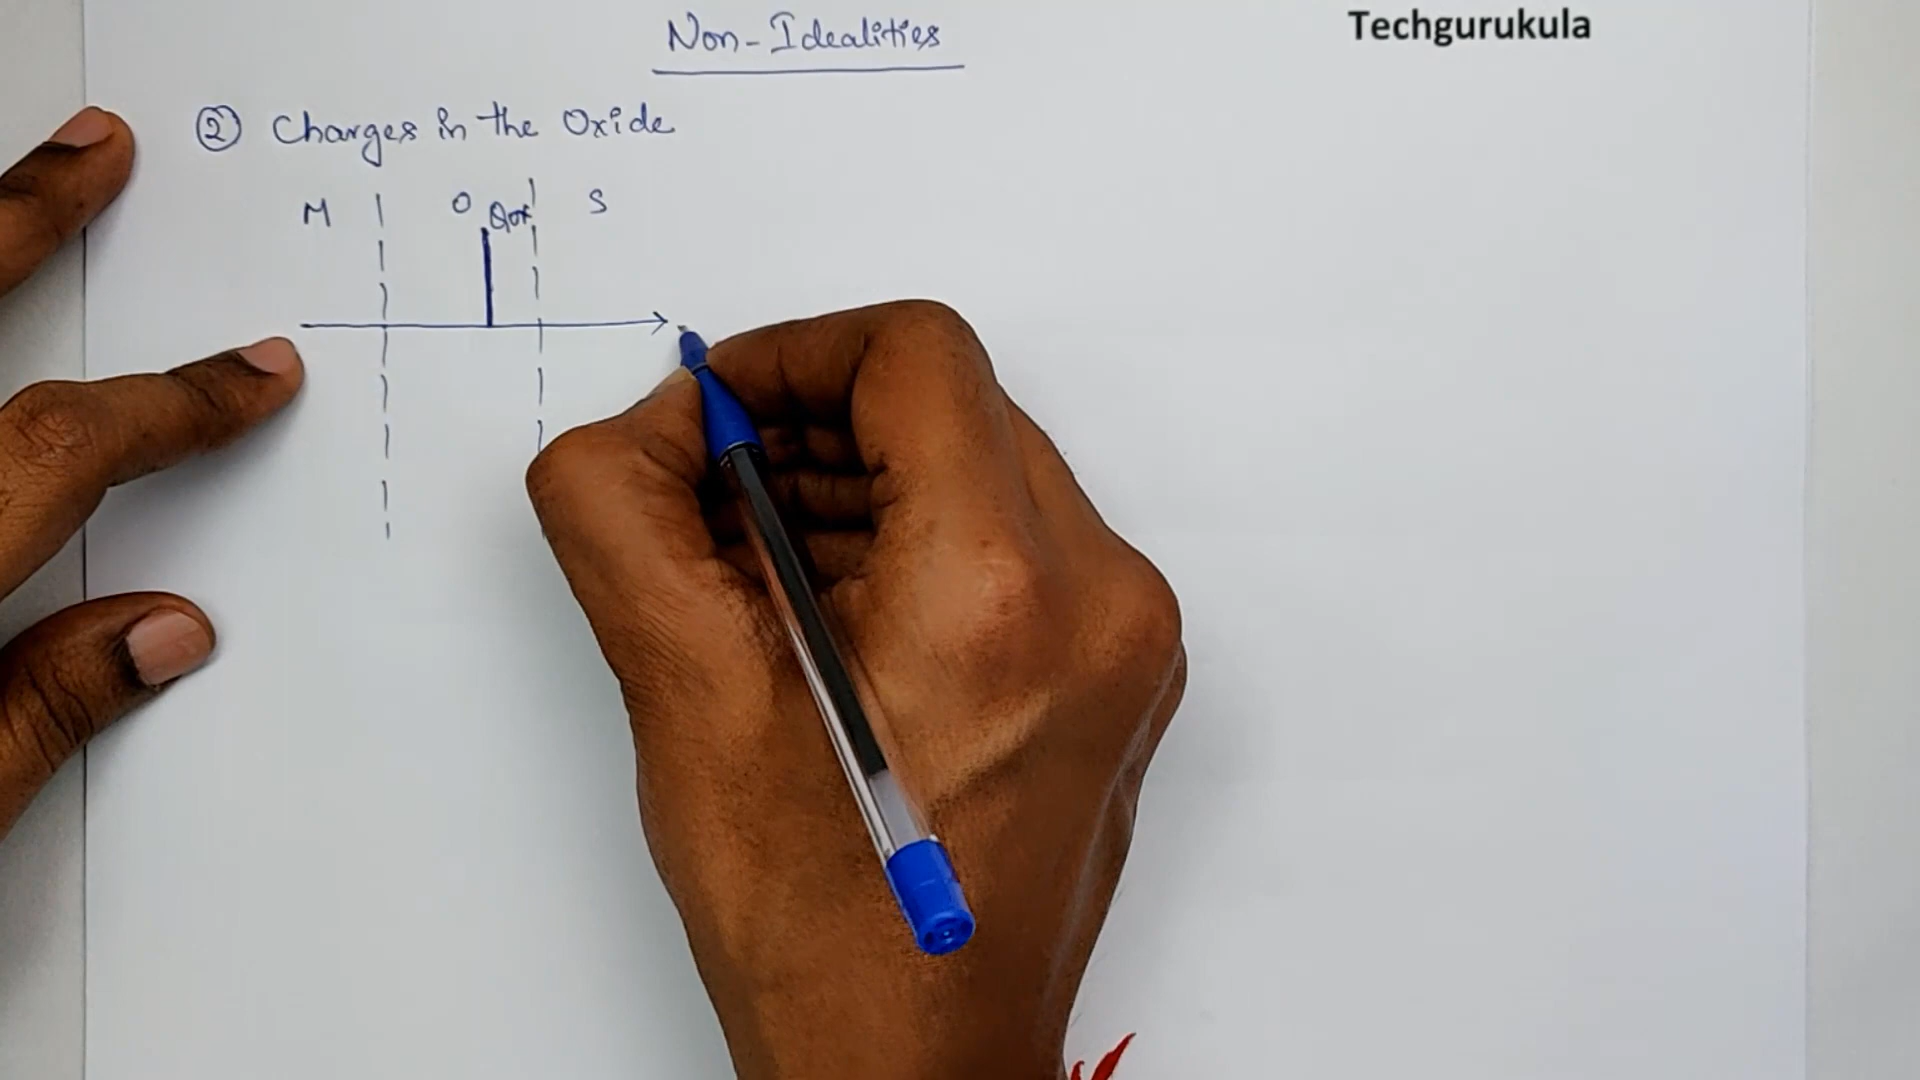 Non-Idealities
Techgurukula
② Charges in the Oxide
M O Qox S